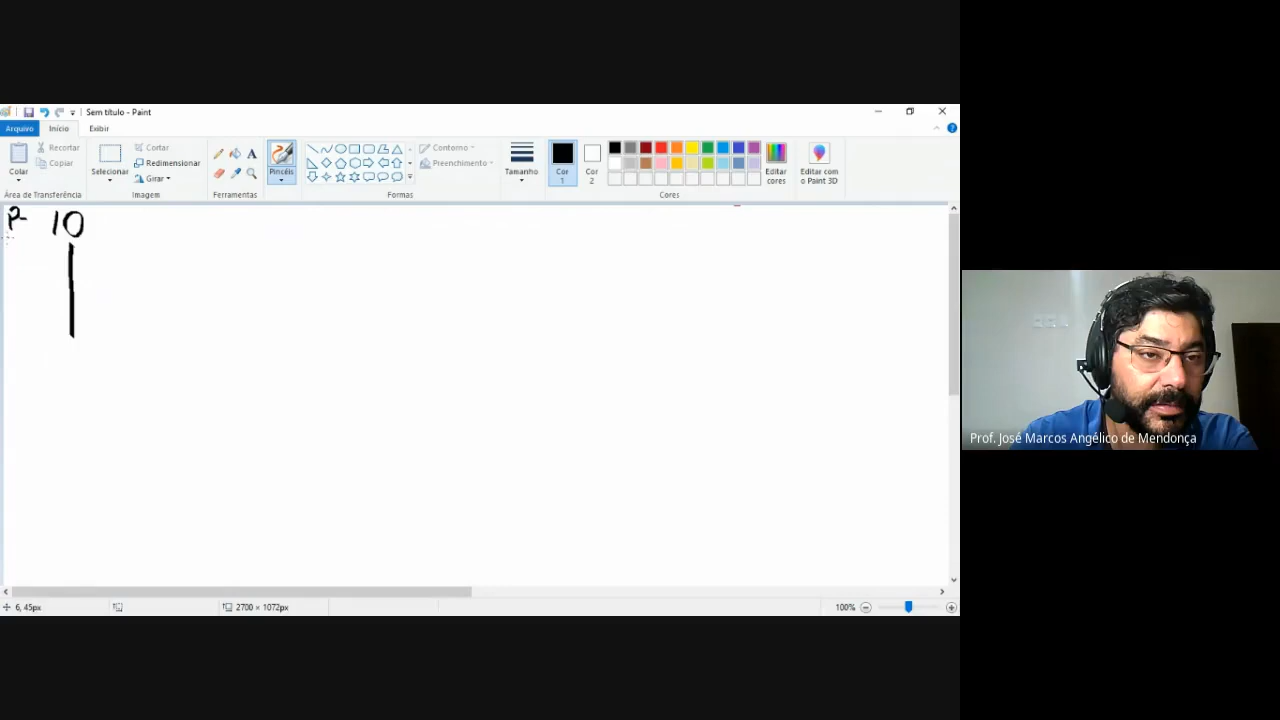 Sem título - Paint
Arquivo Início Exibir
Colar
Recortar
Copiar
Área de Transferência
Selecionar
Cortar
Redimensionar
Girar
Imagem
A
Ferramentas
Pincéis
Contorno
Preenchimento
Formas
Tamanho
Cor 1
Cor 2
Editar cores
Cores
Editar com o Paint 3D
10
6, 45px
2700 × 1072px
100%
Prof. José Marcos Angélico de Mendonça